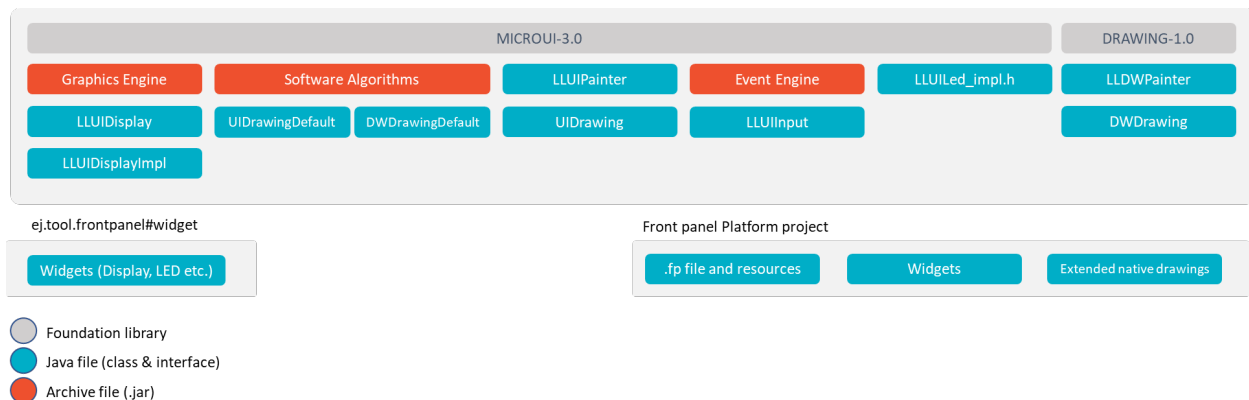 MICROUI-3.0
DRAWING-1.0
Graphics Engine
Software Algorithms
LLUIPainter
Event Engine
LLUILed_impl.h
LLDWPainter
LLUIDisplay
UIDrawingDefault
DWDrawingDefault
UIDrawing
LLUIInput
DWDrawing
LLUIDisplayImpl
ej.tool.frontpanel#widget
Front panel Platform project
Widgets (Display, LED etc.)
.fp file and resources
Widgets
Extended native drawings
Foundation library
Java file (class & interface)
Archive file (.jar)